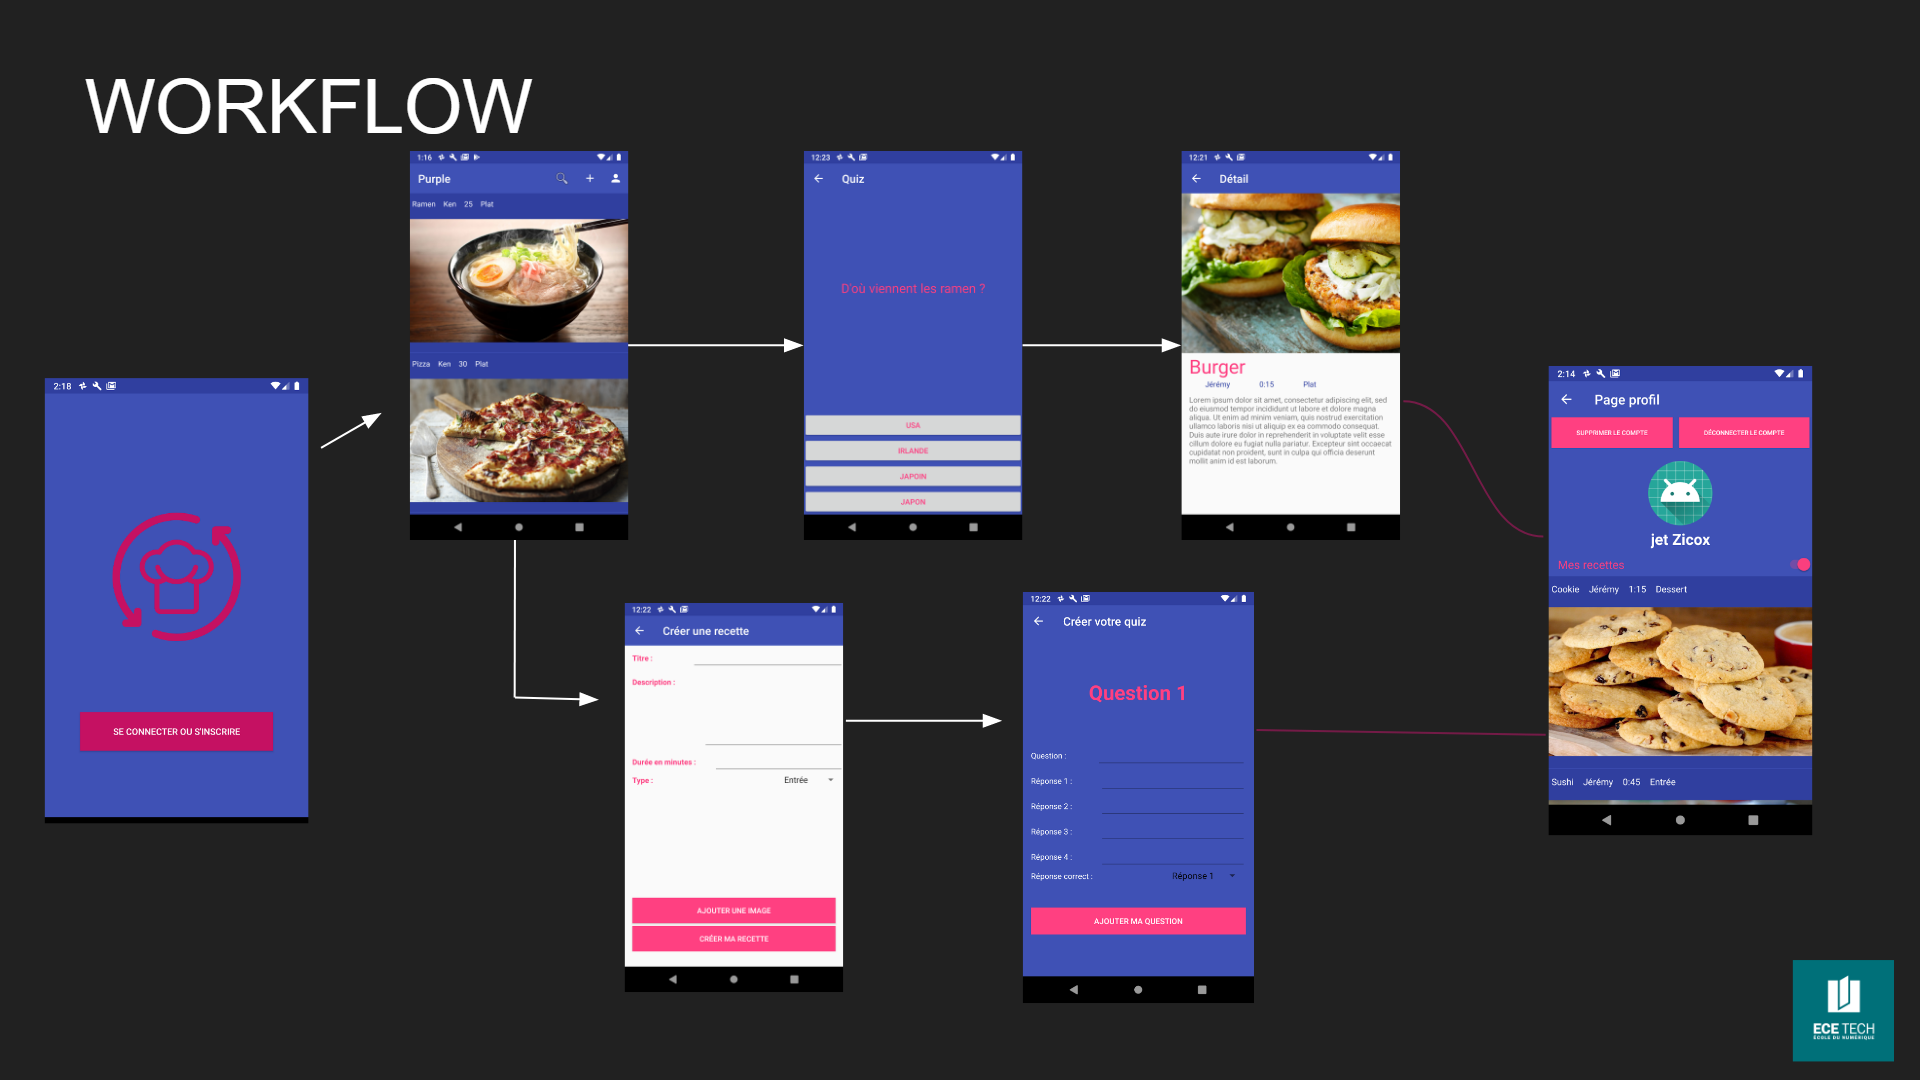 WORKFLOW
1:16
Purple
Ramen Ken 25 Plat
Pizza Ken 30 Plat
12:23
Quiz
D'où viennent les ramen ?
USA
IRLANDE
JAPOIN
JAPON
12:21
Détail
Burger
Jérémy 0:15 Plat
Lorem ipsum dolor sit amet, consectetur adipiscing elit, sed
do eiusmod tempor incididunt ut labore et dolore magna
aliqua. Ut enim ad minim veniam, quis nostrud exercitation
ullamco laboris nisi ut aliquip ex ea commodo consequat.
Duis aute irure dolor in reprehenderit in voluptate velit esse
cillum dolore eu fugiat nulla pariatur. Excepteur sint occaecat
cupidatat non proident, sunt in culpa qui officia deserunt
mollit anim id est laborum.
2:18
SE CONNECTER OU S'INSCRIRE
12:22
Créer une recette
Titre :
Description :
Durée en minutes :
Type : Entrée
AJOUTER UNE IMAGE
CRÉER MA RECETTE
12:22
Créer votre quiz
Question 1
Question :
Réponse 1 :
Réponse 2 :
Réponse 3 :
Réponse 4 :
Réponse correct : Réponse 1
AJOUTER MA QUESTION
2:14
Page profil
SUPPRIMER LE COMPTE
DÉCONNECTER LE COMPTE
jet Zicox
Mes recettes
Cookie Jérémy 1:15 Dessert
Sushi Jérémy 0:45 Entrée
ECE TECH
ÉCOLE DU NUMÉRIQUE